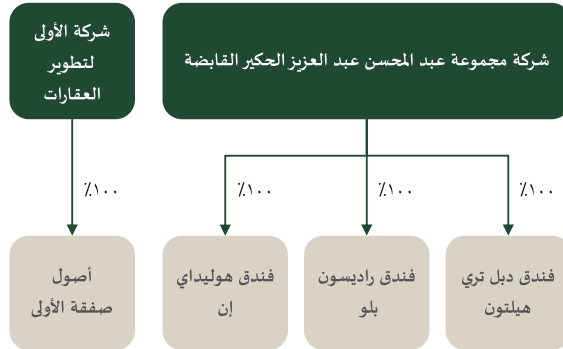 شركة مجموعة عبد المحسن عبد العزيز الحكير القابضة
شركة الأولى
لتطوير
العقارات
٪١٠٠
٪١٠٠
٪١٠٠
٪١٠٠
فندق دبل تري
هيلتون
فندق راديسون
بلو
فندق هوليداي
إن
أصول
صفقة الأولى